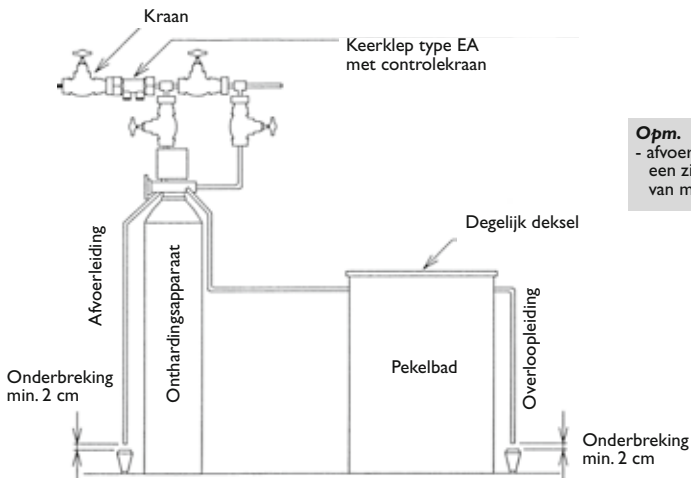 Kraan
Keerklep type EA
met controlekraan
Opm.
- afvoer
een
van
Degelijk deksel
Afvoerleiding
Onthardingsapparaat
Pekelbad
Overloopleiding
Onderbreking
min. 2 cm
Onderbreking
min. 2 cm